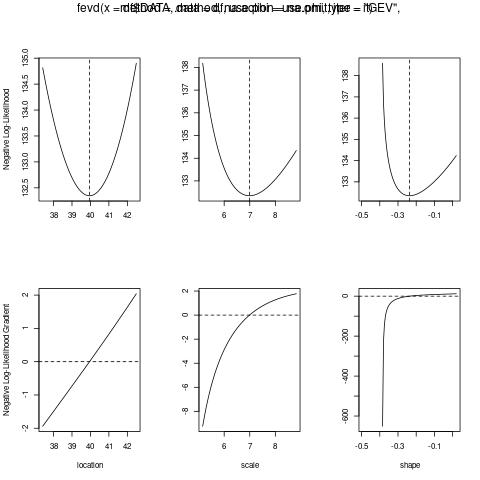 fevd(x =
"GEV",
135.0
134.5
134.0
133.5
133.0
132.5
Negative Log-Likelihood
38 39 40 41 42
138
137
136
135
134
133
6 7 8
138
137
136
135
134
133
-0.5 -0.3 -0.1
2
1
0
-1
-2
Negative Log-Likelihood Gradient
38 39 40 41 42
location
2
0
-2
-4
-6
-8
6 7 8
scale
0
-200
-400
-600
-0.5 -0.3 -0.1
shape